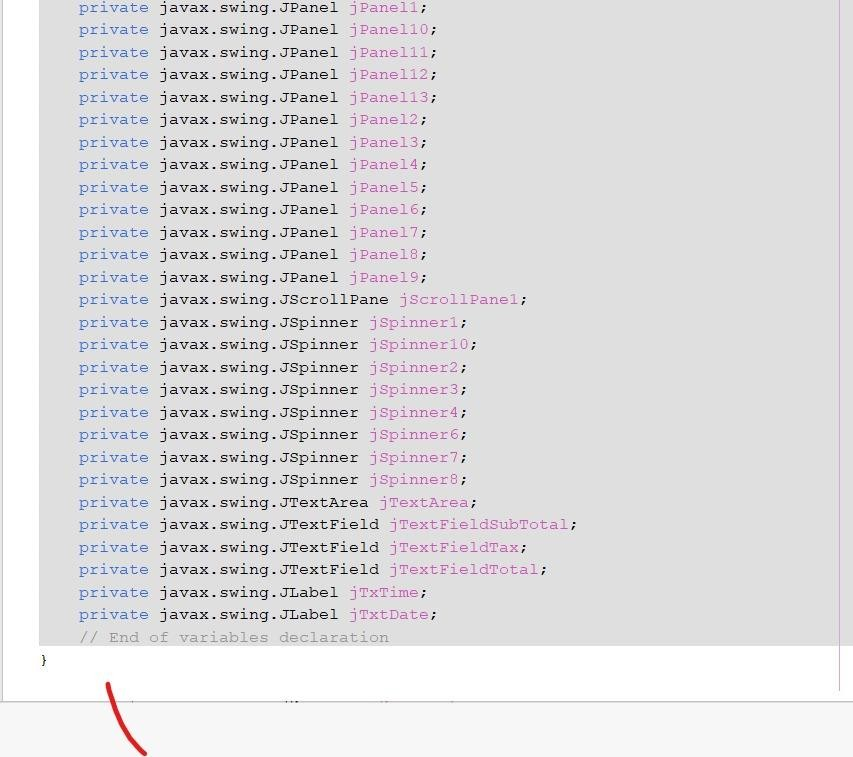 private javax.swing.JPanel jPanel1;
private javax.swing.JPanel jPanel10;
private javax.swing.JPanel jPanel11;
private javax.swing.JPanel jPanel12;
private javax.swing.JPanel jPanel13;
private javax.swing.JPanel jPanel2;
private javax.swing.JPanel jPanel3;
private javax.swing.JPanel jPanel4;
private javax.swing.JPanel jPanel5;
private javax.swing.JPanel jPanel6;
private javax.swing.JPanel jPanel7;
private javax.swing.JPanel jPanel8;
private javax.swing.JPanel jPanel9;
private javax.swing.JScrollPane jScrollPane1;
private javax.swing.JSpinner jSpinner1;
private javax.swing.JSpinner jSpinner10;
private javax.swing.JSpinner jSpinner2;
private javax.swing.JSpinner jSpinner3;
private javax.swing.JSpinner jSpinner4;
private javax.swing.JSpinner jSpinner6;
private javax.swing.JSpinner jSpinner7;
private javax.swing.JSpinner jSpinner8;
private javax.swing.JTextArea jTextArea;
private javax.swing.JTextField jTextFieldSubTotal;
private javax.swing.JTextField jTextFieldTax;
private javax.swing.JTextField jTextFieldTotal;
private javax.swing.JLabel jTxTime;
private javax.swing.JLabel jTxtDate;
// End of variables declaration
}